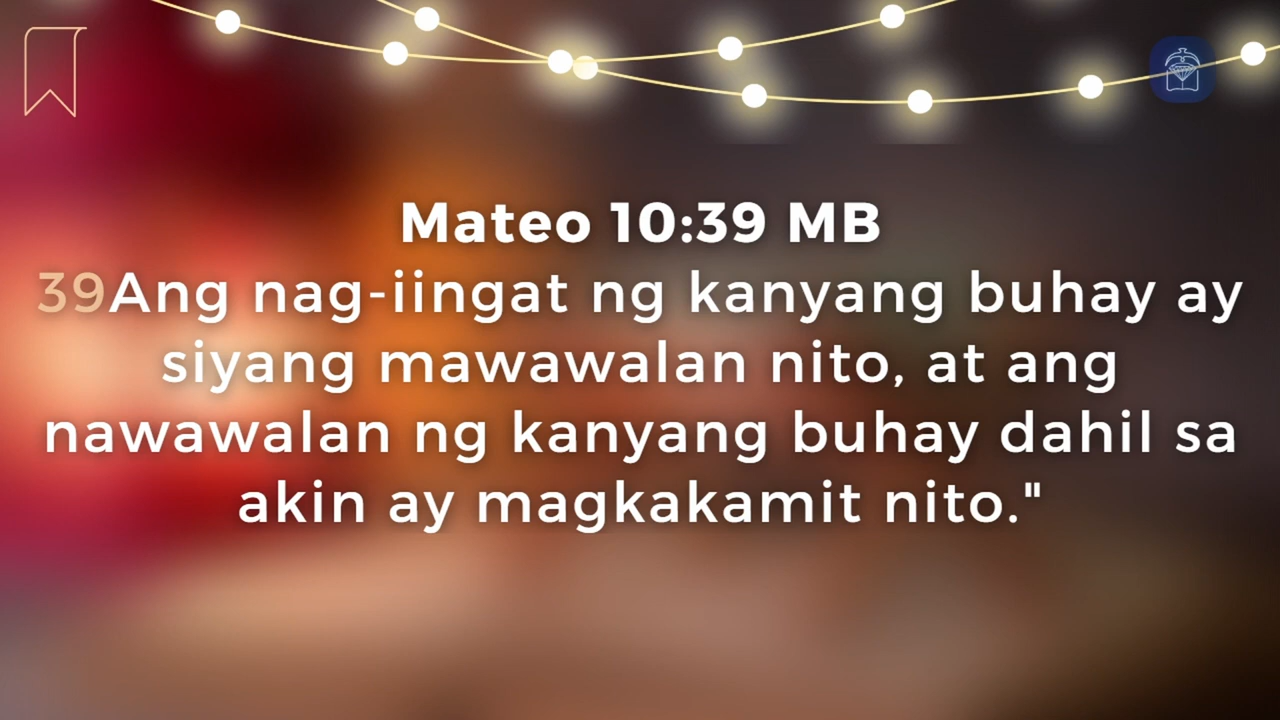 Mateo 10:39 MB
39Ang nag-iingat ng kanyang buhay ay
siyang mawawalan nito, at ang
nawawalan ng kanyang buhay dahil sa
akin ay magkakamit nito."